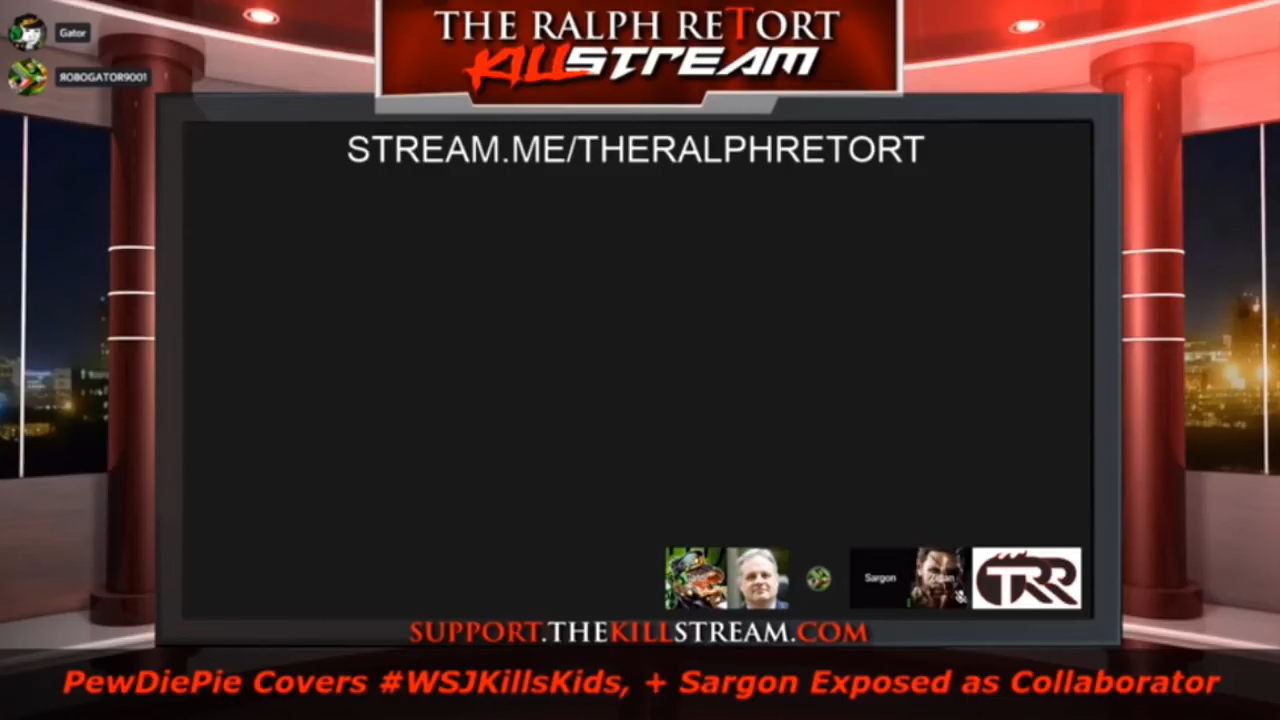 THE RALPH RETORT
KILLSTREAM
Gator
ROBOGATOR9001
STREAM.ME/THERALPHRETORT
Sargon
TRR
SUPPORT.THEKILLSTREAM.COM
PewDiePie Covers #WSJKillsKids, + Sargon Exposed as Collaborator